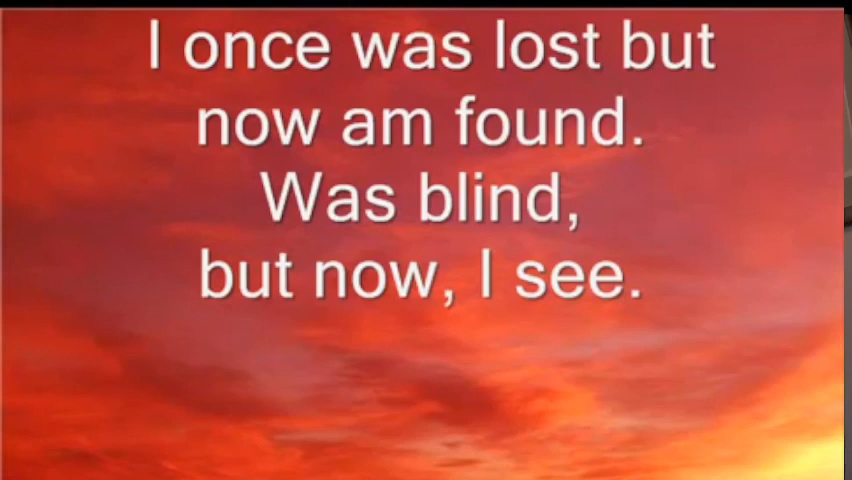 I once was lost but
now am found.
Was blind,
but now, I see.